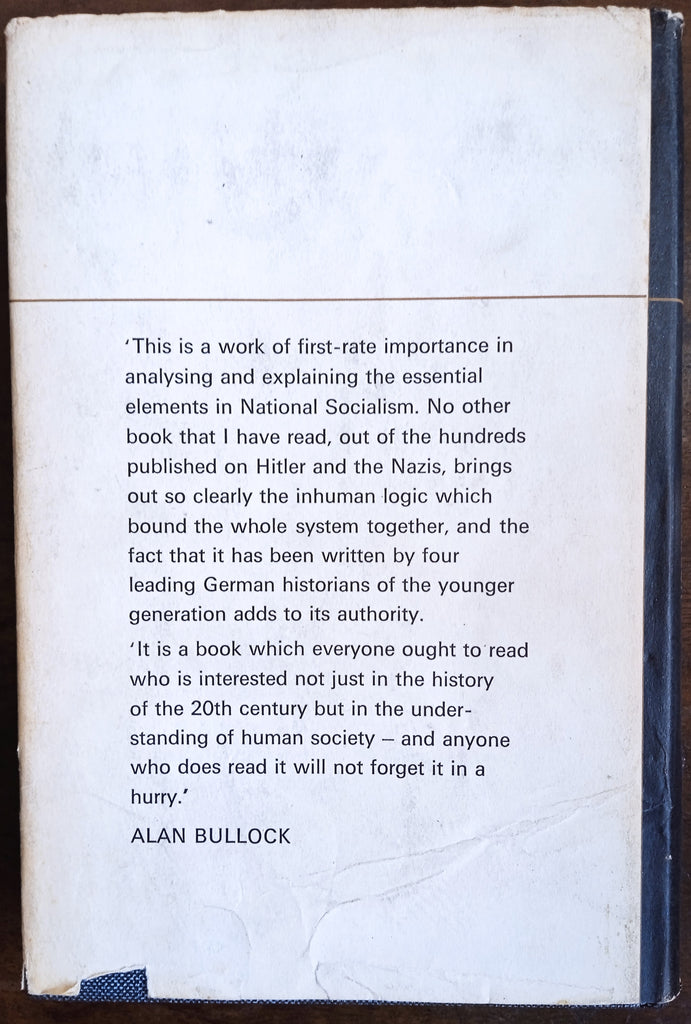 ‘This is a work of first-rate importance in
analysing and explaining the essential
elements in National Socialism. No other
book that I have read, out of the hundreds
published on Hitler and the Nazis, brings
out so clearly the inhuman logic which
bound the whole system together, and the
fact that it has been written by four
leading German historians of the younger
generation adds to its authority.
‘It is a book which everyone ought to read
who is interested not just in the history
of the 20th century but in the under-
standing of human society – and anyone
who does read it will not forget it in a
hurry.’
ALAN BULLOCK